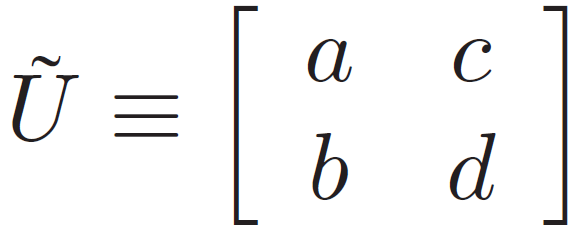 Ũ ≡ [ a c
b d ]